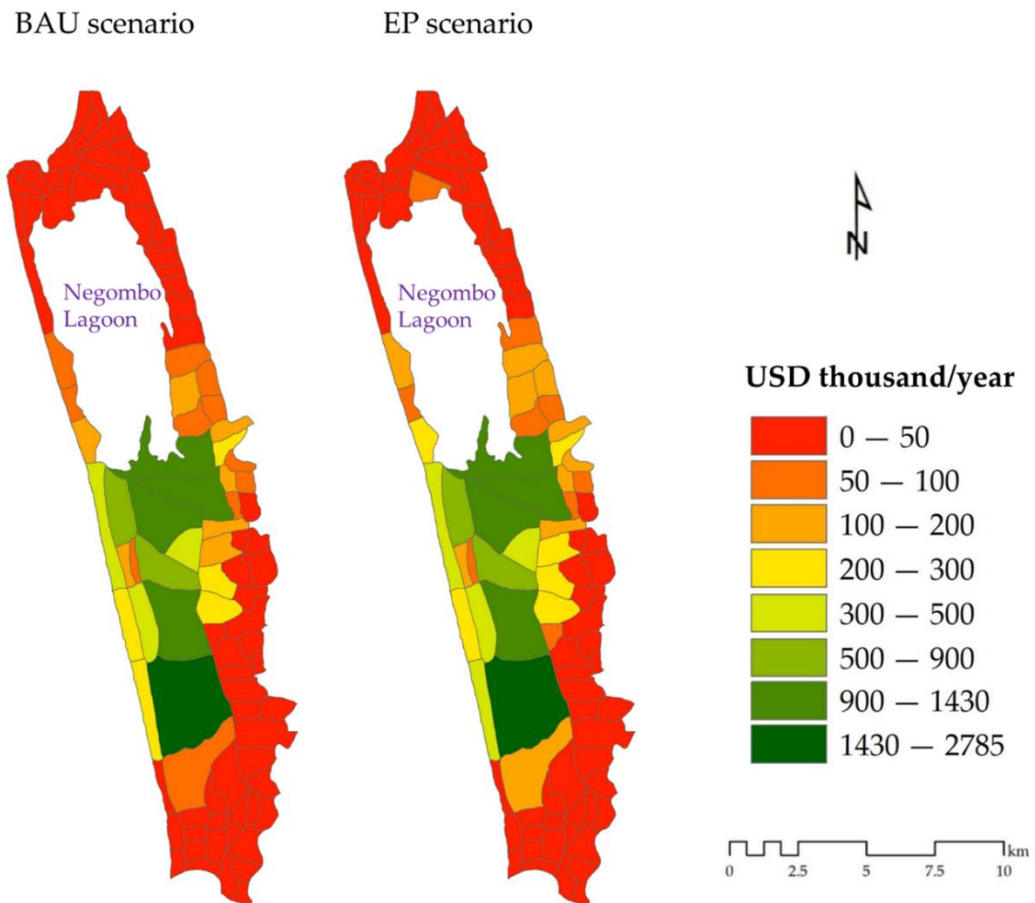 BAU scenario
EP scenario
Negombo
Lagoon
Negombo
Lagoon
N
USD thousand/year
0 — 50
50 — 100
100 — 200
200 — 300
300 — 500
500 — 900
900 — 1430
1430 — 2785
km
0 2.5 5 7.5 10